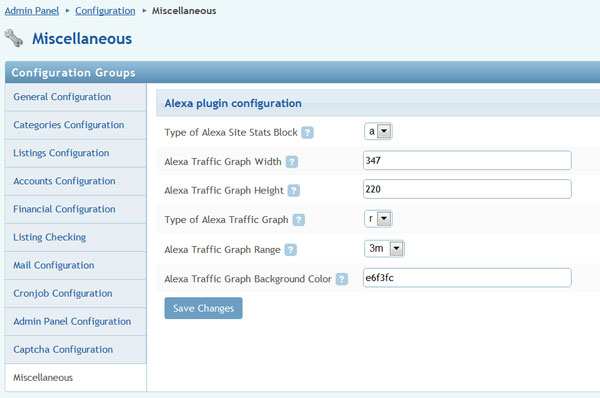 Admin Panel ▸ Configuration ▸ Miscellaneous
Miscellaneous
Configuration Groups
General Configuration
Categories Configuration
Listings Configuration
Accounts Configuration
Financial Configuration
Listing Checking
Mail Configuration
Cronjob Configuration
Admin Panel Configuration
Captcha Configuration
Miscellaneous
Alexa plugin configuration
Type of Alexa Site Stats Block ? a
Alexa Traffic Graph Width ? 347
Alexa Traffic Graph Height ? 220
Type of Alexa Traffic Graph ? r
Alexa Traffic Graph Range ? 3m
Alexa Traffic Graph Background Color ? e6f3fc
Save Changes